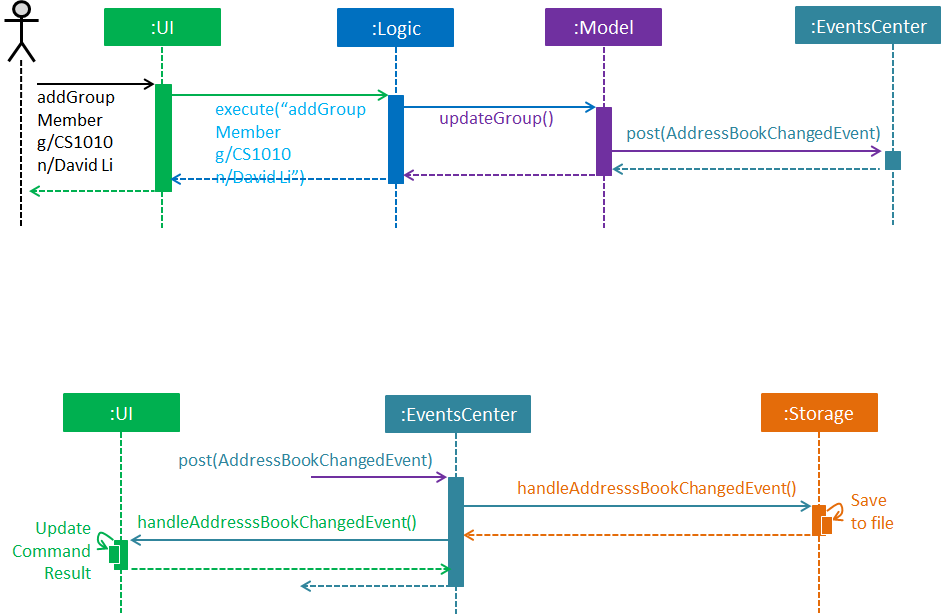 :UI
:Logic
:Model
:EventsCenter
addGroup
Member
g/CS1010
n/David Li
execute(“addGroup
Member
g/CS1010
n/David Li”)
updateGroup()
post(AddressBookChangedEvent)
:UI
:EventsCenter
:Storage
post(AddressBookChangedEvent)
handleAddresssBookChangedEvent()
Save
to file
handleAddresssBookChangedEvent()
Update
Command
Result